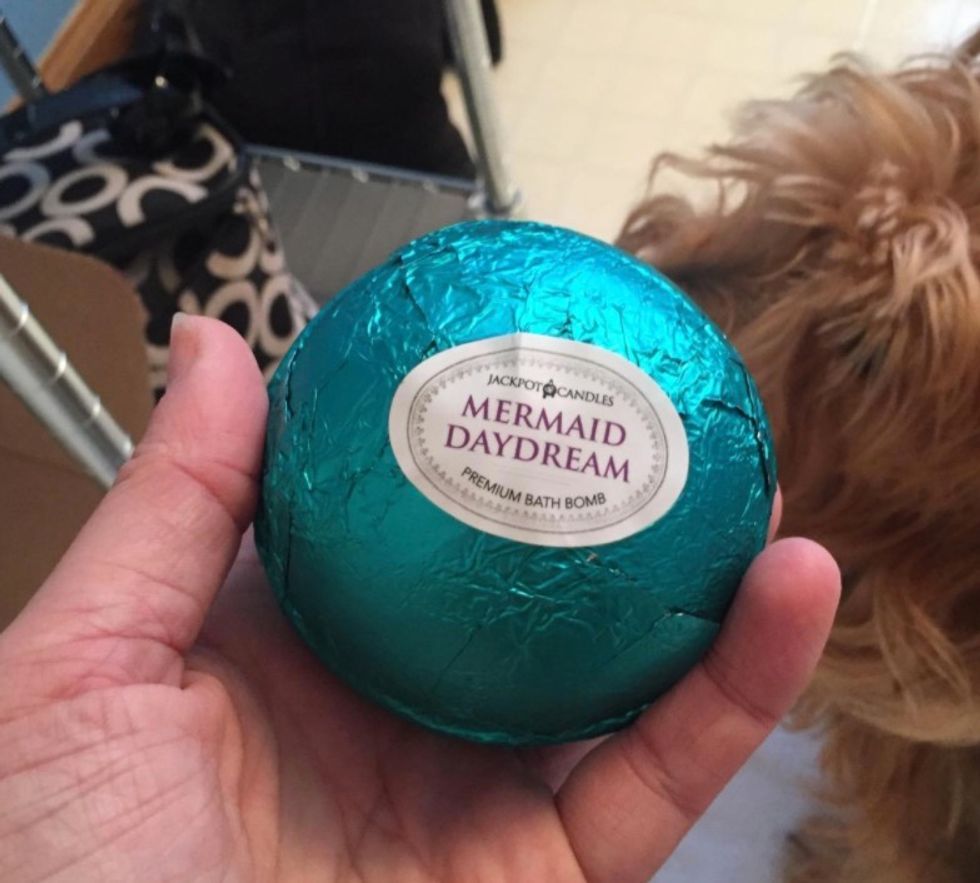 JACKPOT CANDLES
MERMAID
DAYDREAM
PREMIUM BATH BOMB